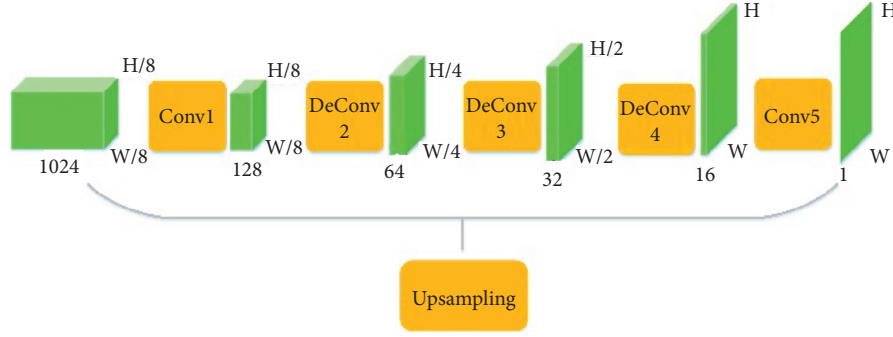 H/8
W/8
1024
Conv1
H/8
W/8
128
DeConv
2
H/4
W/4
64
DeConv
3
H/2
W/2
32
DeConv
4
H
W
16
Conv5
H
W
1
Upsampling